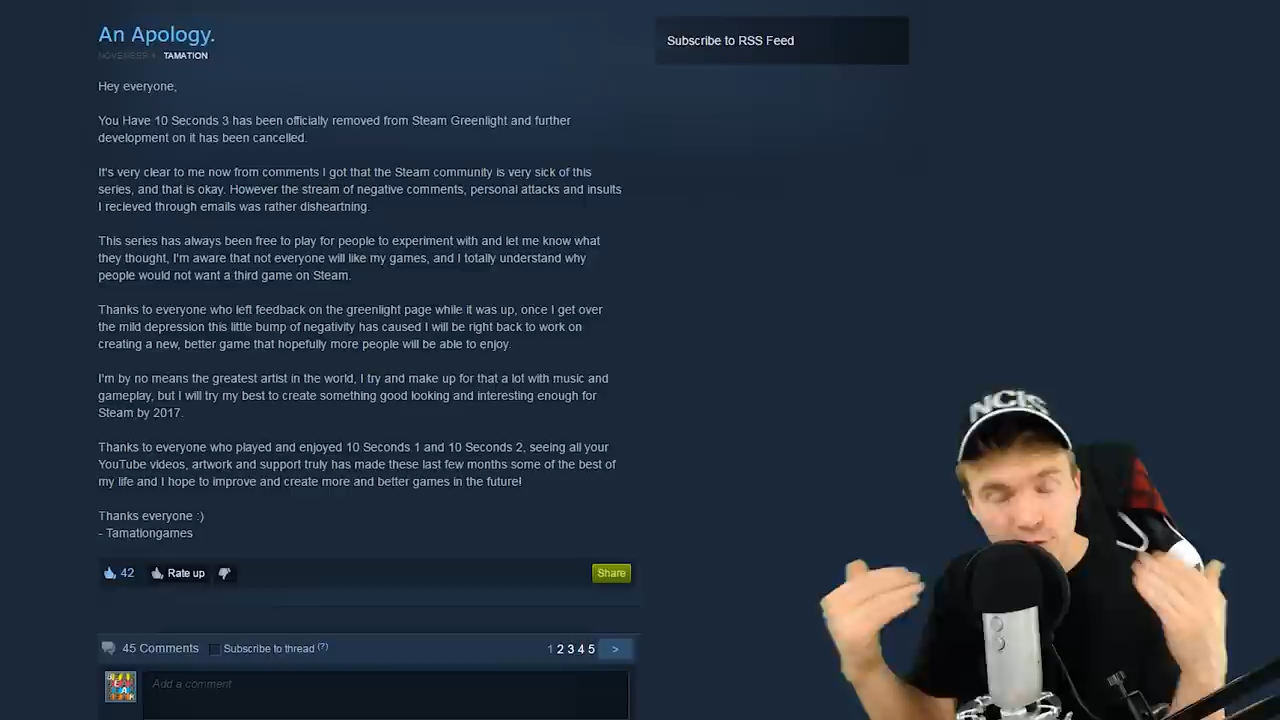 An Apology.
Subscribe to RSS Feed
NOVEMBER 4 TAMATION
Hey everyone,
You Have 10 Seconds 3 has been officially removed from Steam Greenlight and further
development on it has been cancelled.
It's very clear to me now from comments I got that the Steam community is very sick of this
series, and that is okay. However the stream of negative comments, personal attacks and insults
I recieved through emails was rather disheartning.
This series has always been free to play for people to experiment with and let me know what
they thought, I'm aware that not everyone will like my games, and I totally understand why
people would not want a third game on Steam.
Thanks to everyone who left feedback on the greenlight page while it was up, once I get over
the mild depression this little bump of negativity has caused I will be right back to work on
creating a new, better game that hopefully more people will be able to enjoy.
I'm by no means the greatest artist in the world, I try and make up for that a lot with music and
gameplay, but I will try my best to create something good looking and interesting enough for
Steam by 2017.
Thanks to everyone who played and enjoyed 10 Seconds 1 and 10 Seconds 2, seeing all your
YouTube videos, artwork and support truly has made these last few months some of the best of
my life and I hope to improve and create more and better games in the future!
Thanks everyone :)
- Tamationgames
42 Rate up Share
45 Comments Subscribe to thread (?) 1 2 3 4 5 >
Add a comment
NCIS